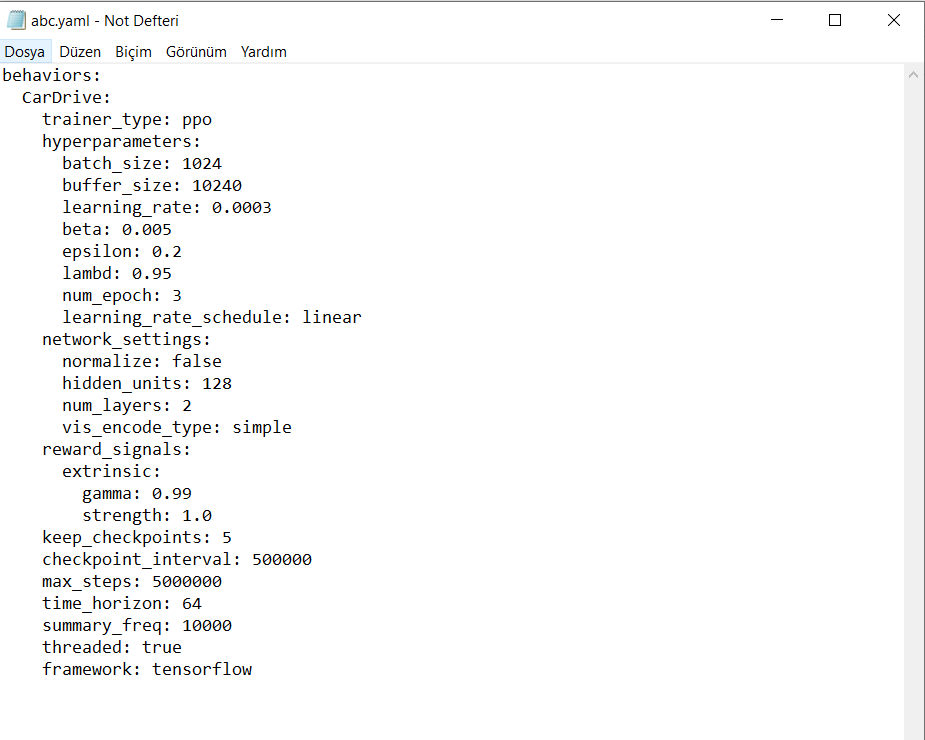 abc.yaml - Not Defteri
Dosya Düzen Biçim Görünüm Yardım
behaviors:
  CarDrive:
    trainer_type: ppo
    hyperparameters:
      batch_size: 1024
      buffer_size: 10240
      learning_rate: 0.0003
      beta: 0.005
      epsilon: 0.2
      lambd: 0.95
      num_epoch: 3
      learning_rate_schedule: linear
    network_settings:
      normalize: false
      hidden_units: 128
      num_layers: 2
      vis_encode_type: simple
    reward_signals:
      extrinsic:
        gamma: 0.99
        strength: 1.0
    keep_checkpoints: 5
    checkpoint_interval: 500000
    max_steps: 5000000
    time_horizon: 64
    summary_freq: 10000
    threaded: true
    framework: tensorflow